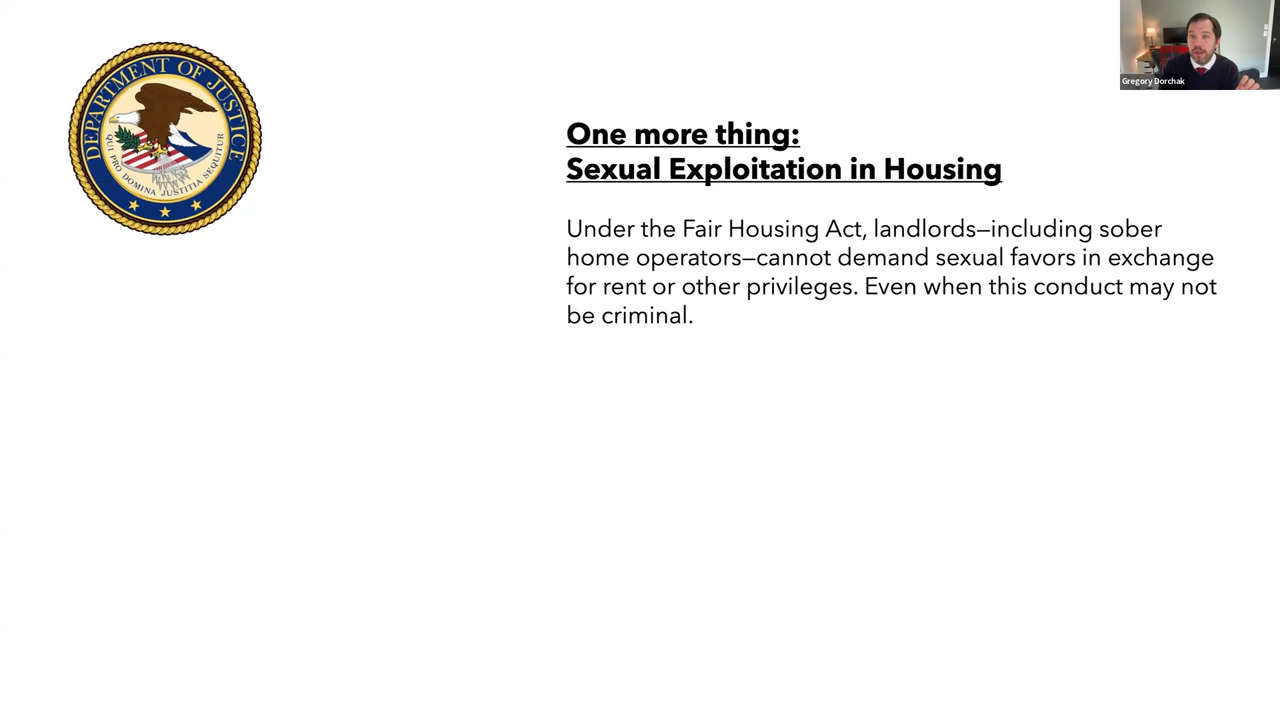 DEPARTMENT OF JUSTICE
QUI PRO DOMINA JUSTITIA SEQUITUR
Gregory Dorchak
One more thing:
Sexual Exploitation in Housing
Under the Fair Housing Act, landlords—including sober
home operators—cannot demand sexual favors in exchange
for rent or other privileges. Even when this conduct may not
be criminal.